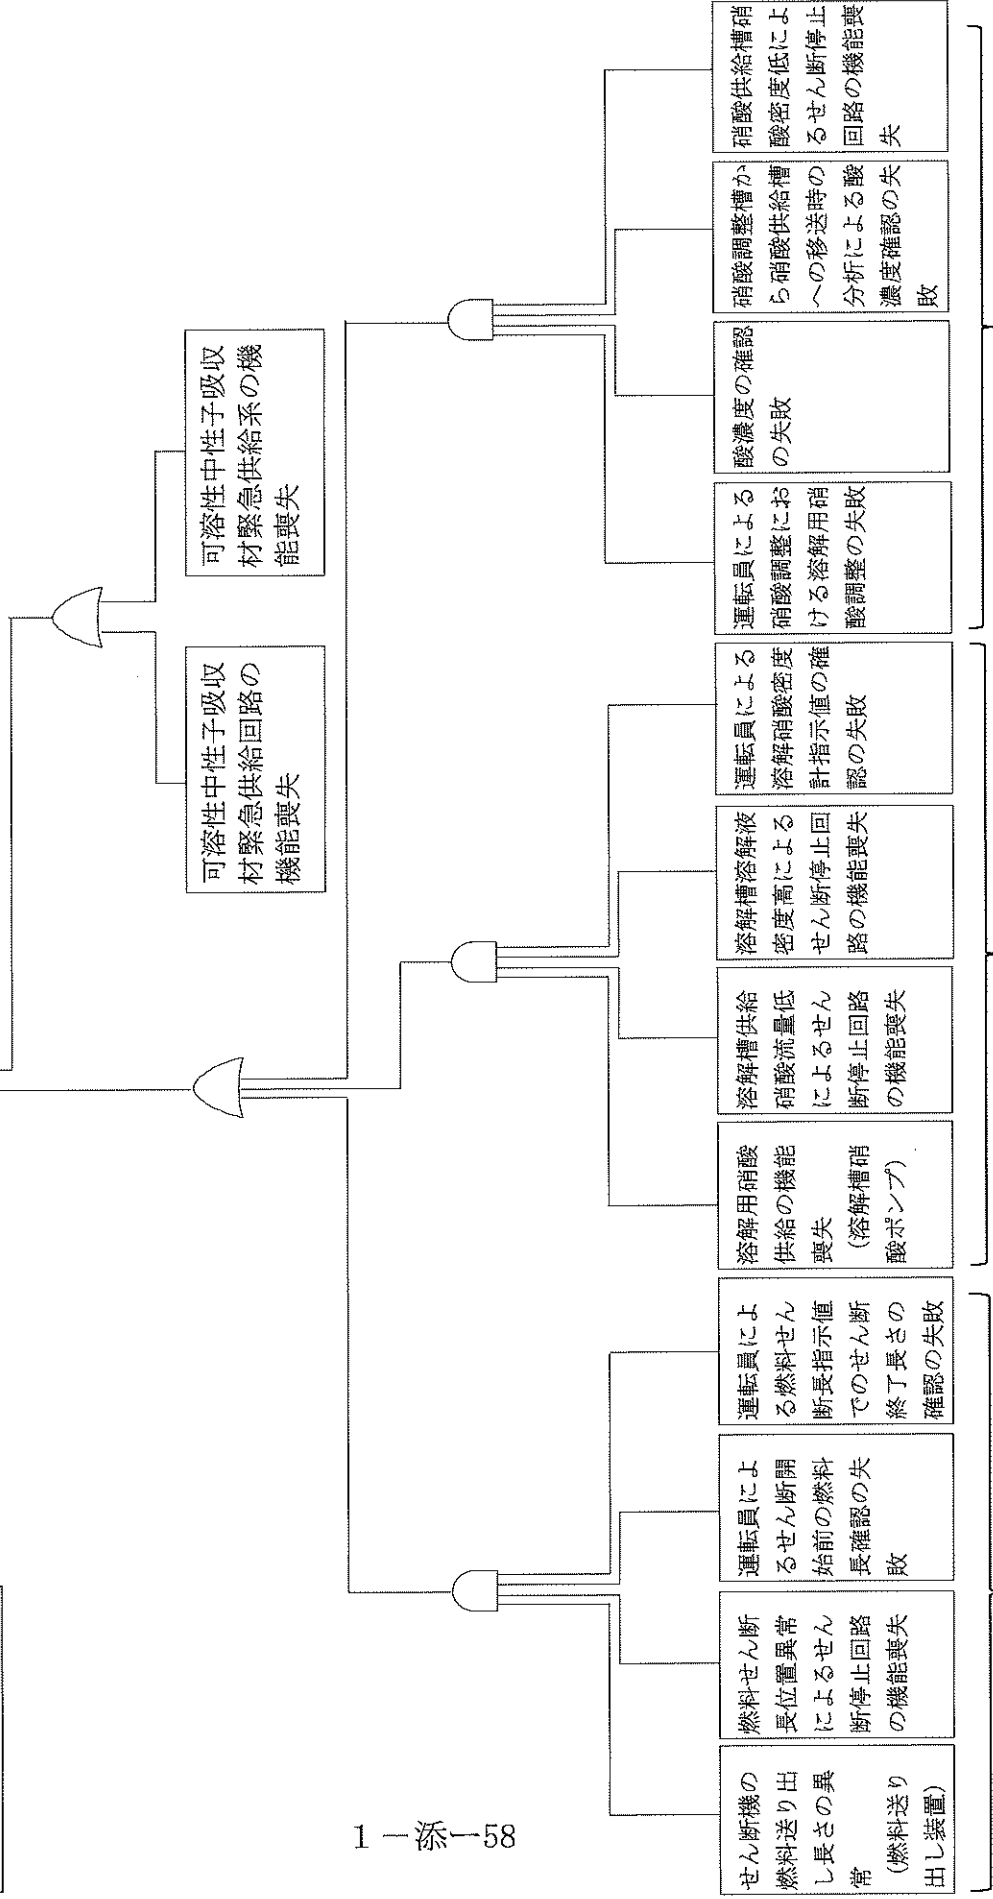 可溶性中性子吸収
材緊急供給回路の
機能喪失
可溶性中性子吸収
材緊急供給系の機
能喪失
せん断機の
燃料送り出
し長さの異
常
(燃料送り
出し装置)
燃料せん断
長位置異常
によるせん
断停止回路
の機能喪失
運転員によ
るせん断開
始前の燃料
長確認の失
敗
運転員によ
る燃料せん
断長指示値
でのせん断
終了長さの
確認の失敗
溶解用硝酸
供給の機能
喪失
(溶解槽硝
酸ポンプ)
溶解槽供給
硝酸流量低
によるせん
断停止回路
の機能喪失
溶解槽溶解液
密度高による
せん断停止回
路の機能喪失
運転員による
溶解硝酸密度
計指示値の確
認の失敗
運転員による
硝酸調整にお
ける溶解用硝
酸調整の失敗
酸濃度の確認
の失敗
硝酸調整槽か
ら硝酸供給槽
への移送時の
分析による酸
濃度確認の失
敗
硝酸供給槽硝
酸密度低によ
るせん断停止
回路の機能喪
失
1-添-58